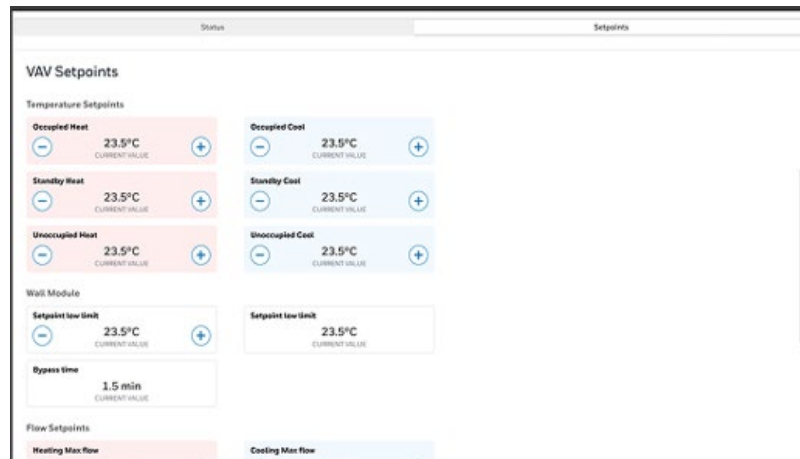 Status
Setpoints
VAV Setpoints
Temperature Setpoints
Occupied Heat
23.5°C
CURRENT VALUE
Occupied Cool
23.5°C
CURRENT VALUE
Standby Heat
23.5°C
CURRENT VALUE
Standby Cool
23.5°C
CURRENT VALUE
Unoccupied Heat
23.5°C
CURRENT VALUE
Unoccupied Cool
23.5°C
CURRENT VALUE
Wall Module
Setpoint low limit
23.5°C
CURRENT VALUE
Setpoint low limit
23.5°C
CURRENT VALUE
Bypass time
1.5 min
CURRENT VALUE
Flow Setpoints
Heating Max flow
Cooling Max flow